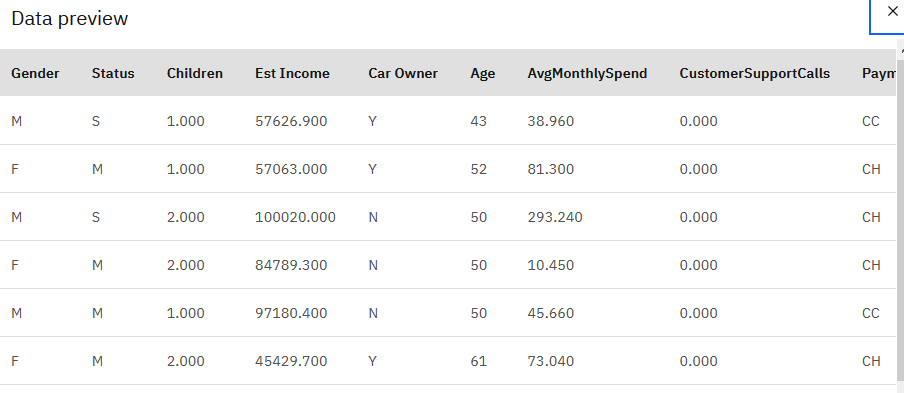 Data preview
Gender Status Children Est Income Car Owner Age AvgMonthlySpend CustomerSupportCalls Paym
M S 1.000 57626.900 Y 43 38.960 0.000 CC
F M 1.000 57063.000 Y 52 81.300 0.000 CH
M S 2.000 100020.000 N 50 293.240 0.000 CH
F M 2.000 84789.300 N 50 10.450 0.000 CH
M M 1.000 97180.400 N 50 45.660 0.000 CC
F M 2.000 45429.700 Y 61 73.040 0.000 CH